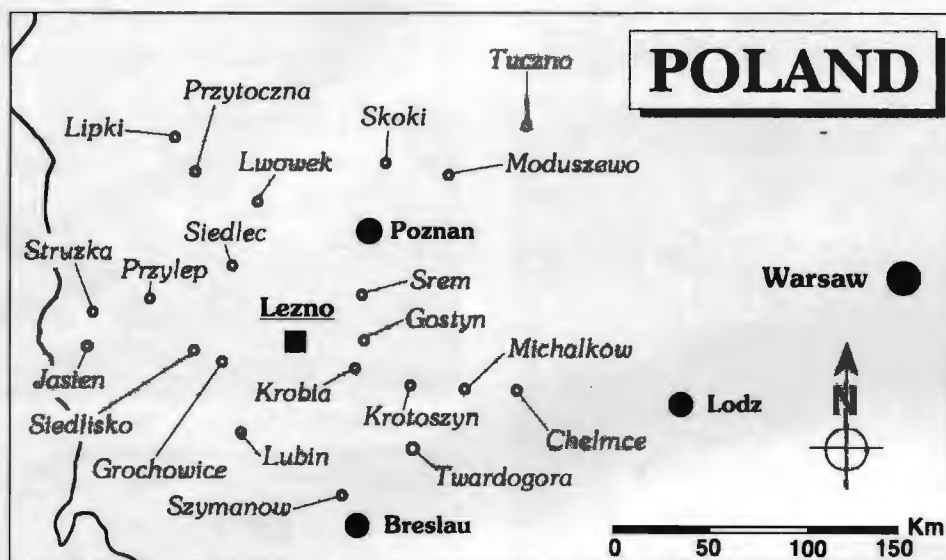 POLAND
Tuczno
Przytoczna
Skoki
Lipki
Lwowek
Moduszewo
Siedlec
Poznan
Struzka
Przylep
Srem
Warsaw
Lezno
Gostyn
Michalkow
Jasien
Krobia
Siedlisko
Krotoszyn
Lodz
N
Chelmce
Grochowice
Lubin
Twardogora
Szymanow
Breslau
Km
0 50 100 150